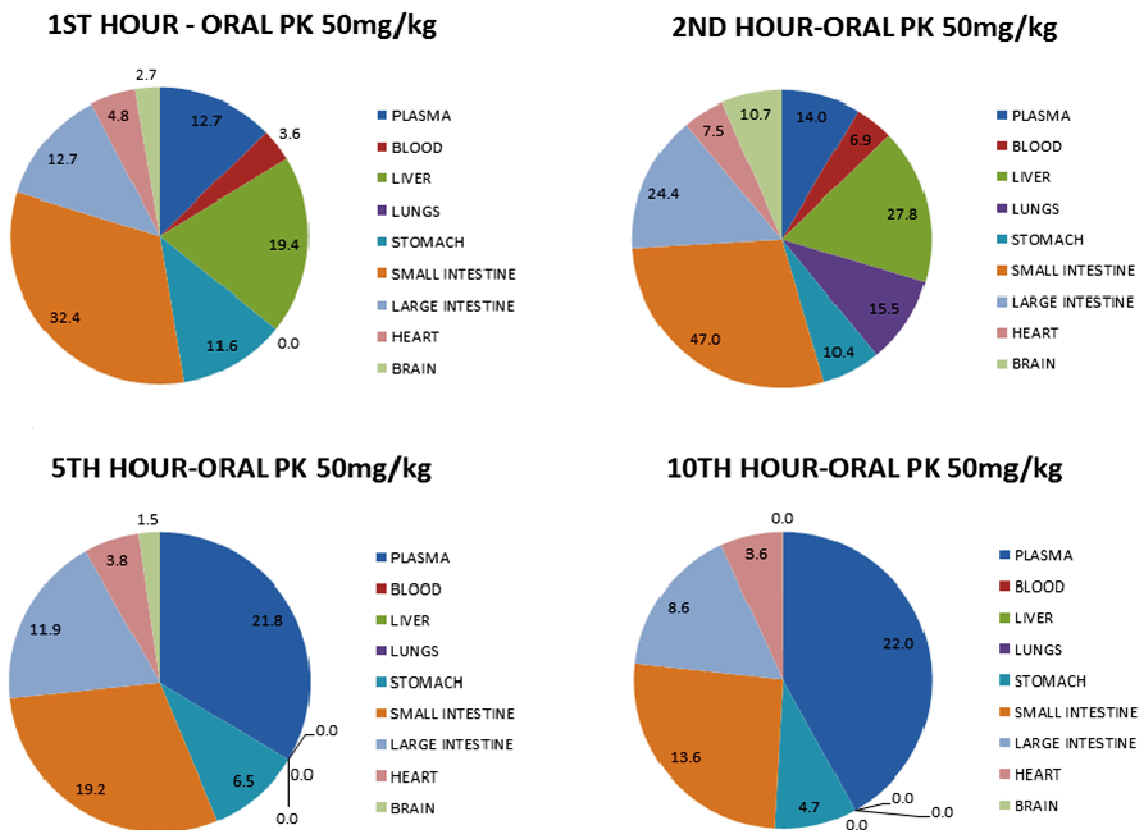 1ST HOUR - ORAL PK 50mg/kg
2.7
4.8
12.7
3.6
12.7
19.4
32.4
11.6
0.0
PLASMA
BLOOD
LIVER
LUNGS
STOMACH
SMALL INTESTINE
LARGE INTESTINE
HEART
BRAIN
2ND HOUR-ORAL PK 50mg/kg
10.7
14.0
7.5
6.9
24.4
27.8
15.5
47.0
10.4
PLASMA
BLOOD
LIVER
LUNGS
STOMACH
SMALL INTESTINE
LARGE INTESTINE
HEART
BRAIN
5TH HOUR-ORAL PK 50mg/kg
1.5
3.8
21.8
11.9
0.0
0.0
6.5
19.2
0.0
PLASMA
BLOOD
LIVER
LUNGS
STOMACH
SMALL INTESTINE
LARGE INTESTINE
HEART
BRAIN
10TH HOUR-ORAL PK 50mg/kg
0.0
3.6
8.6
22.0
13.6
4.7
0.0
0.0
0.0
PLASMA
BLOOD
LIVER
LUNGS
STOMACH
SMALL INTESTINE
LARGE INTESTINE
HEART
BRAIN